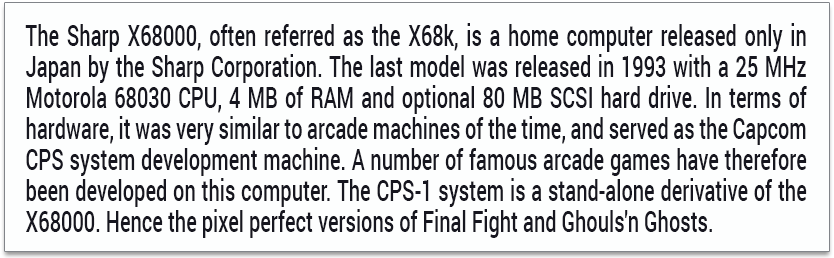 The Sharp X68000, often referred as the X68k, is a home computer released only in
Japan by the Sharp Corporation. The last model was released in 1993 with a 25 MHz
Motorola 68030 CPU, 4 MB of RAM and optional 80 MB SCSI hard drive. In terms of
hardware, it was very similar to arcade machines of the time, and served as the Capcom
CPS system development machine. A number of famous arcade games have therefore
been developed on this computer. The CPS-1 system is a stand-alone derivative of the
X68000. Hence the pixel perfect versions of Final Fight and Ghouls'n Ghosts.